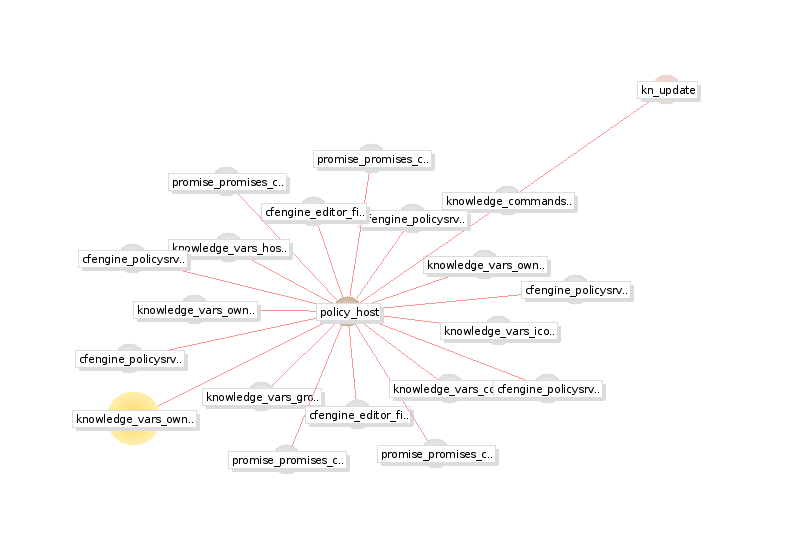 kn_update
promise_promises_c..
promise_promises_c..
knowledge_commands..
cfengine_editor_fi..
fengine_policysrv..
knowledge_vars_hos..
cfengine_policysrv..
knowledge_vars_own..
cfengine_policysrv..
knowledge_vars_own..
policy_host
knowledge_vars_ico..
cfengine_policysrv..
knowledge_vars_co
cfengine_policysrv..
knowledge_vars_gro..
cfengine_editor_fi..
knowledge_vars_own..
promise_promises_c..
promise_promises_c..